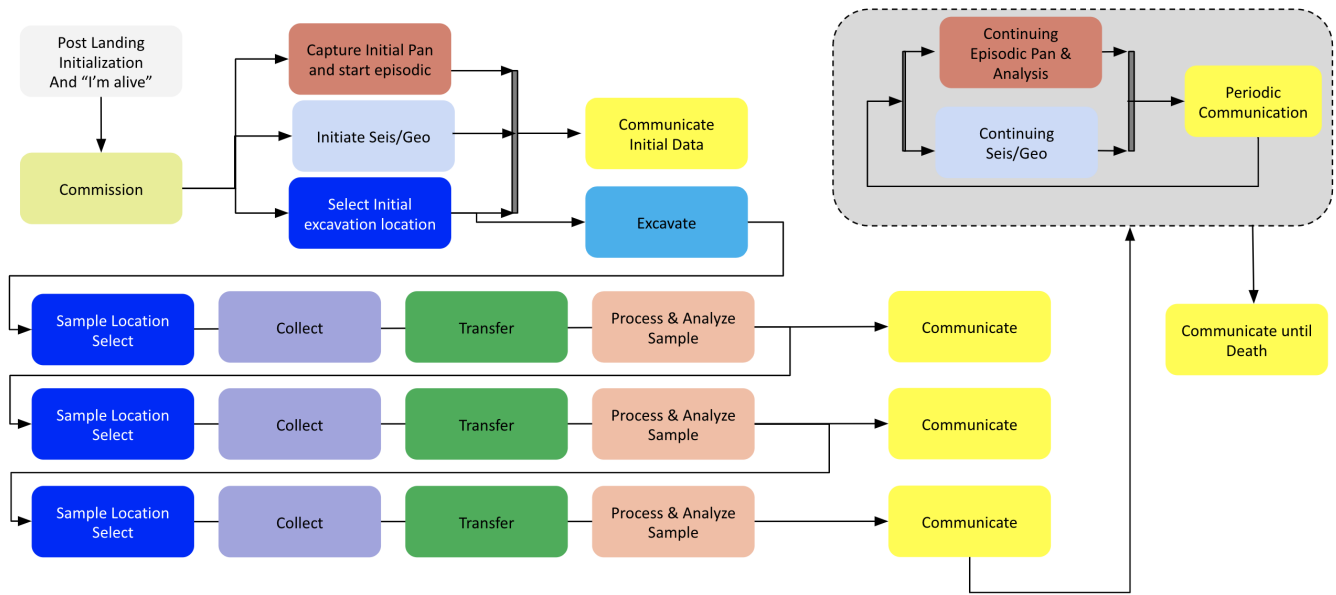 Post Landing
Initialization
And “I’m alive”
Commission
Capture Initial Pan
and start episodic
Initiate Seis/Geo
Select Initial
excavation location
Communicate
Initial Data
Excavate
Continuing
Episodic Pan &
Analysis
Continuing
Seis/Geo
Periodic
Communication
Communicate until
Death
Sample Location
Select
Collect
Transfer
Process & Analyze
Sample
Communicate
Sample Location
Select
Collect
Transfer
Process & Analyze
Sample
Communicate
Sample Location
Select
Collect
Transfer
Process & Analyze
Sample
Communicate